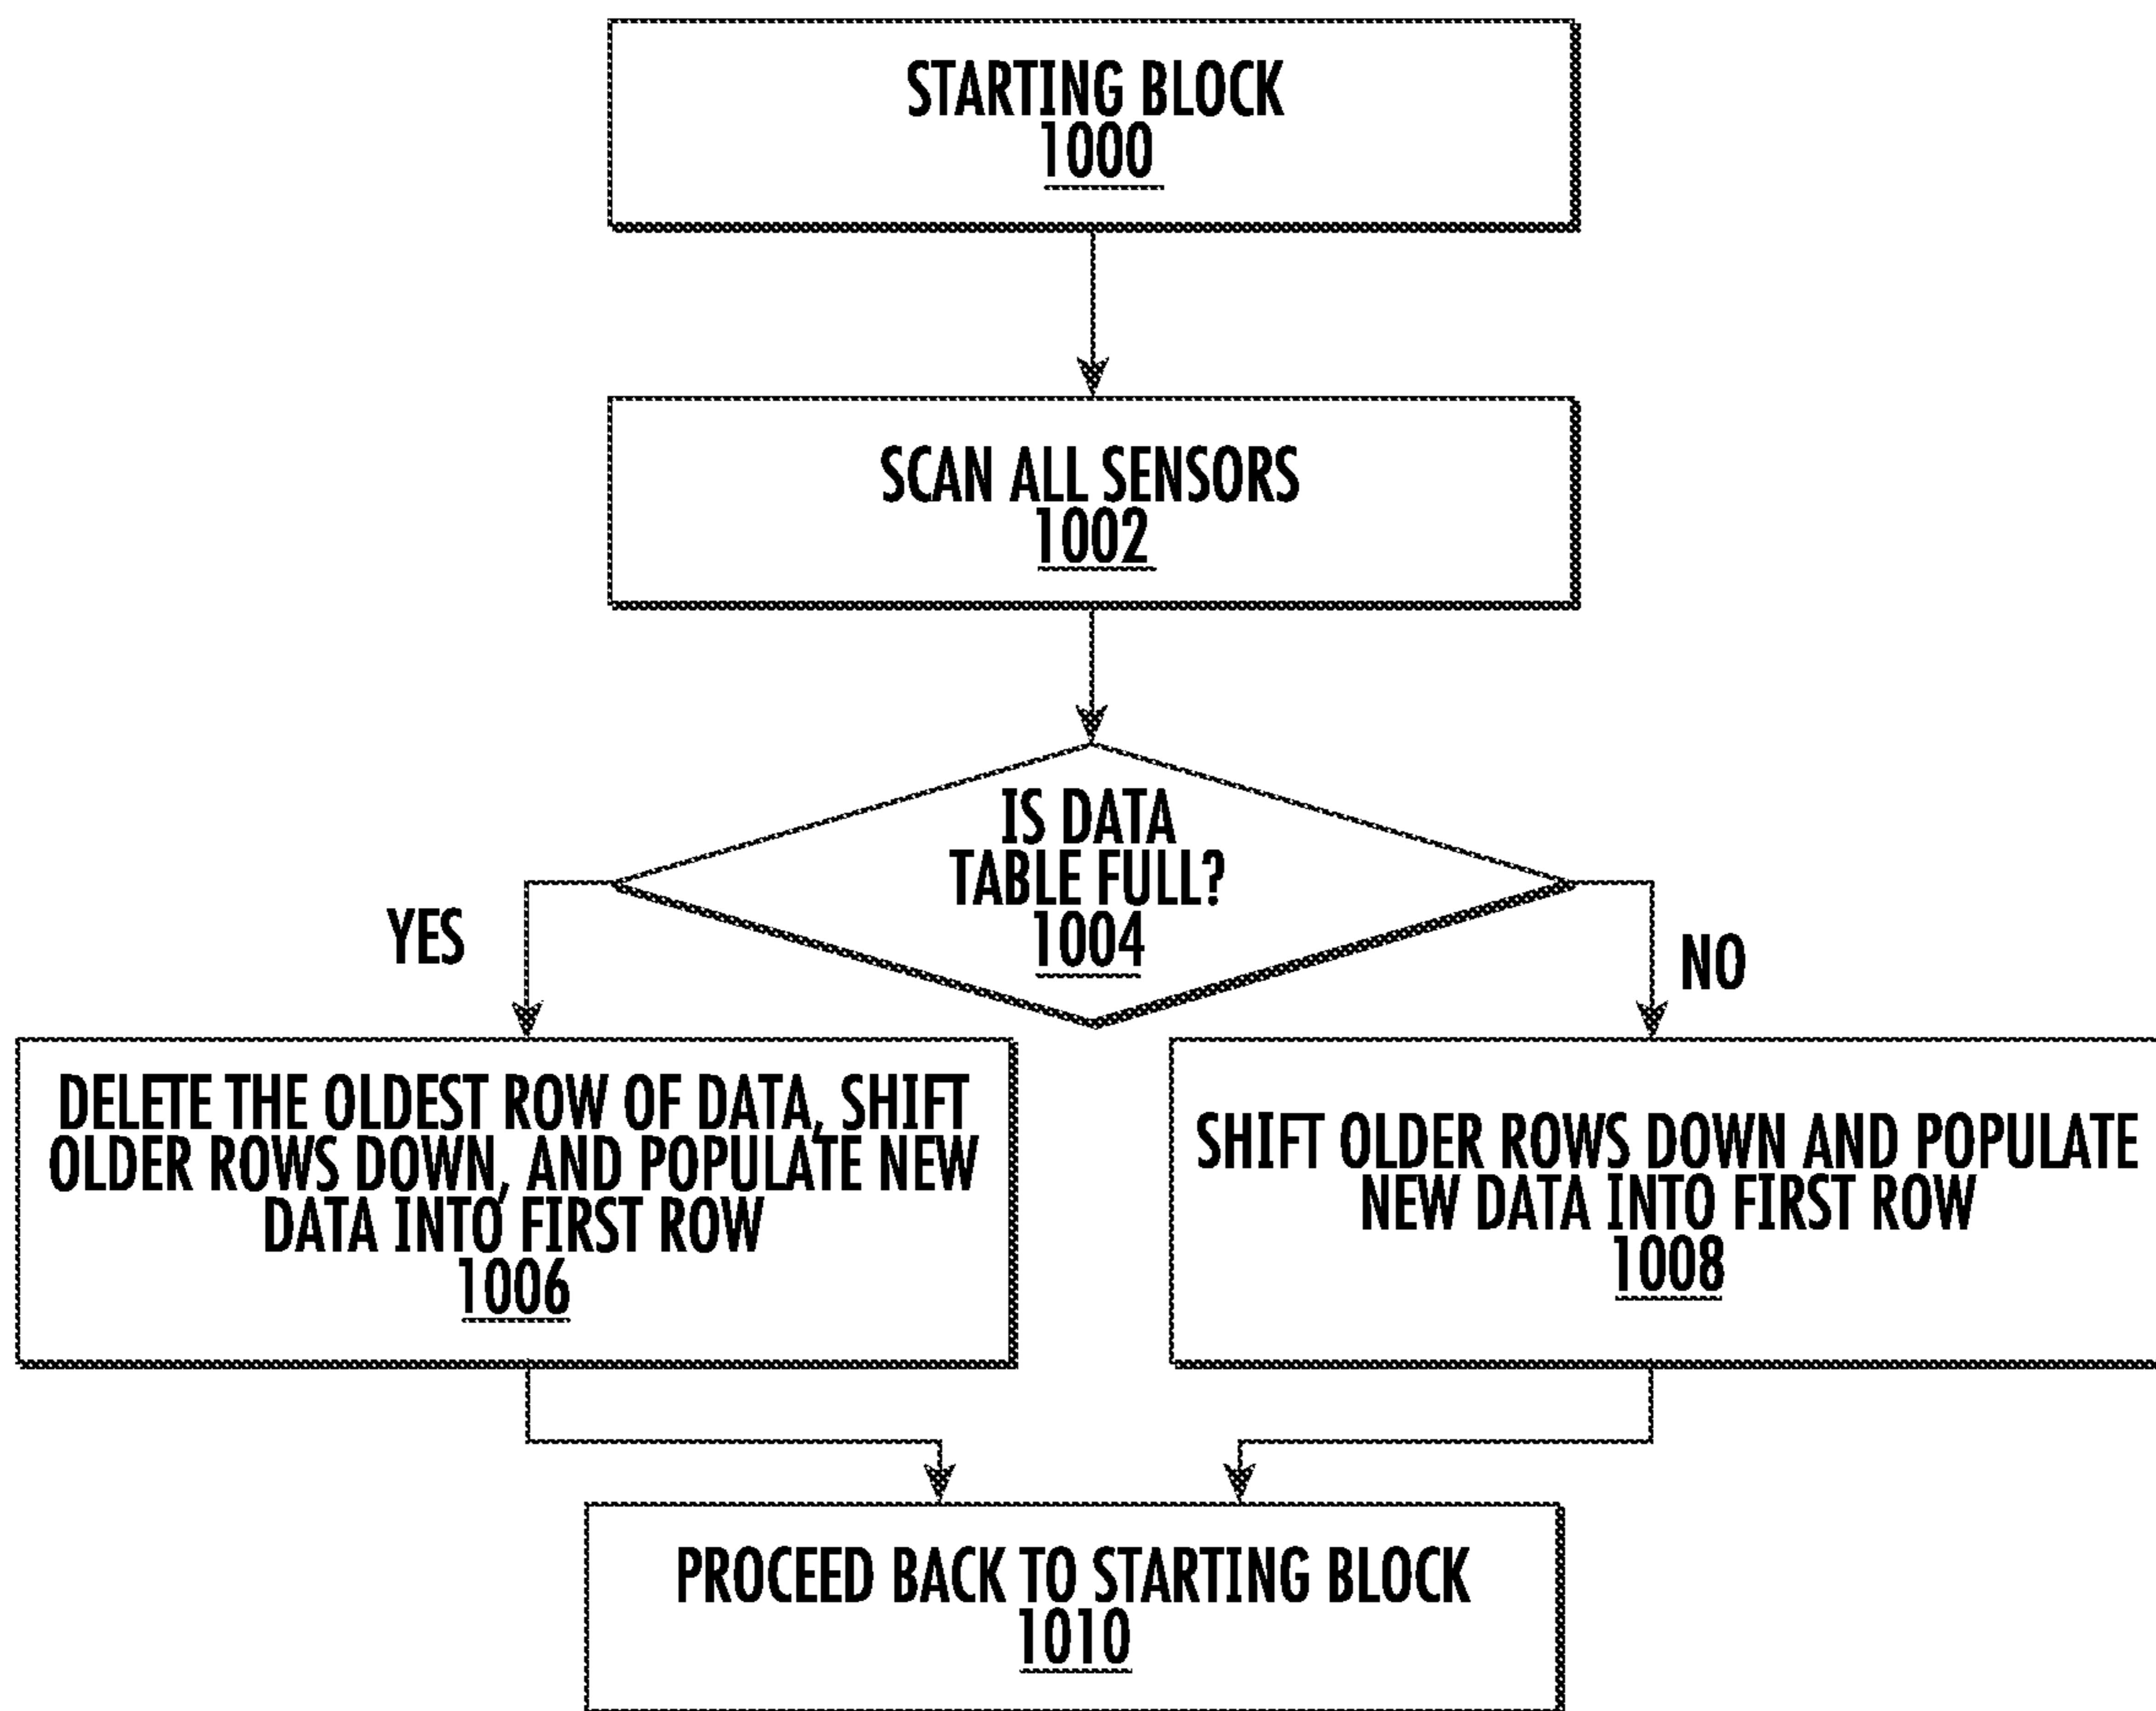 STARTING BLOCK
1000
SCAN ALL SENSORS
1002
IS DATA
TABLE FULL?
1004
YES
NO
DELETE THE OLDEST ROW OF DATA, SHIFT
OLDER ROWS DOWN, AND POPULATE NEW
DATA INTO FIRST ROW
1006
SHIFT OLDER ROWS DOWN AND POPULATE
NEW DATA INTO FIRST ROW
1008
PROCEED BACK TO STARTING BLOCK
1010